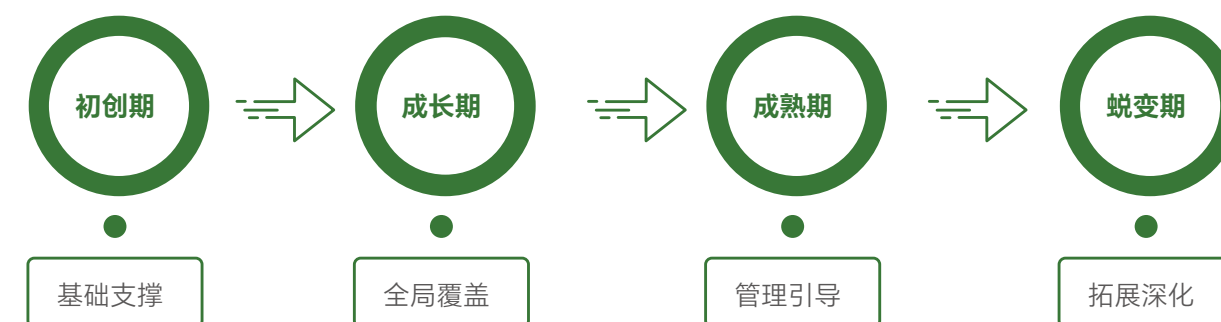 初创期
成长期
成熟期
蜕变期
基础支撑
全局覆盖
管理引导
拓展深化